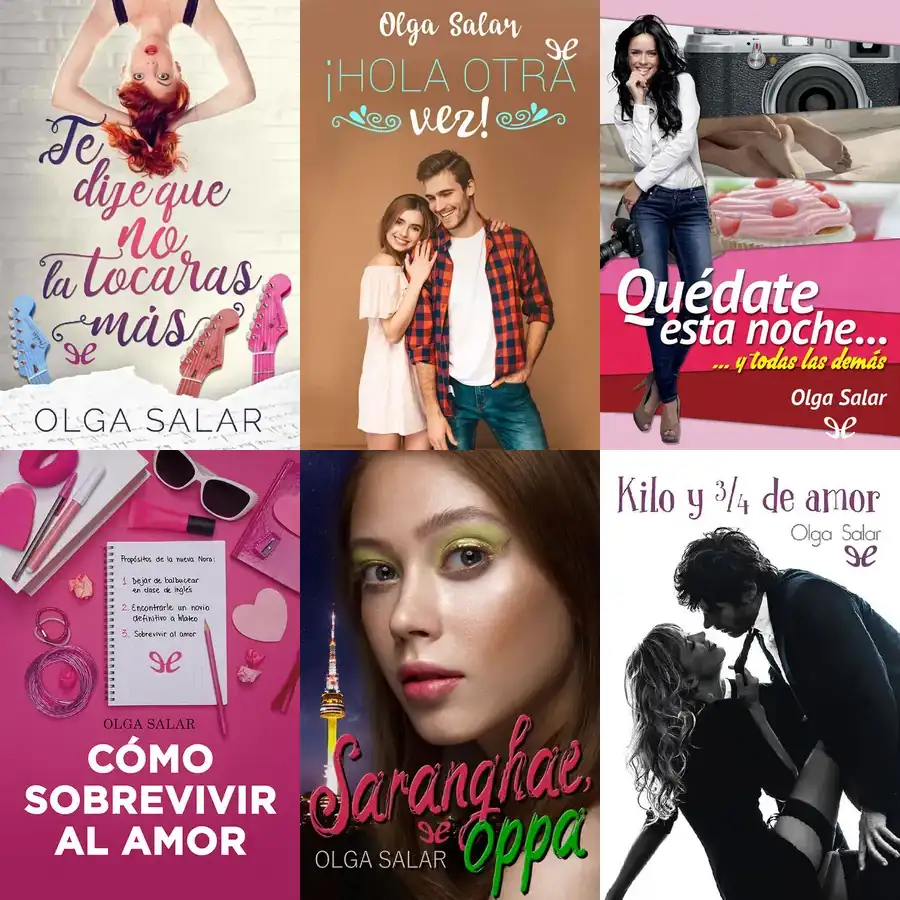 Te
dije que
no
la tocaras
más
OLGA SALAR
Olga Salar
¡HOLA OTRA
vez!
Quédate
esta noche...
... y todas las demás
Olga Salar
Propósitos de la nueva Nora:
1. Dejar de balbucear
en clase de inglés
2. Encontrarle un novio
definitivo a Mateo
3. Sobrevivir al amor
OLGA SALAR
CÓMO
SOBREVIVIR
AL AMOR
Saranghae,
oppa
OLGA SALAR
Kilo y 3/4 de amor
Olga Salar